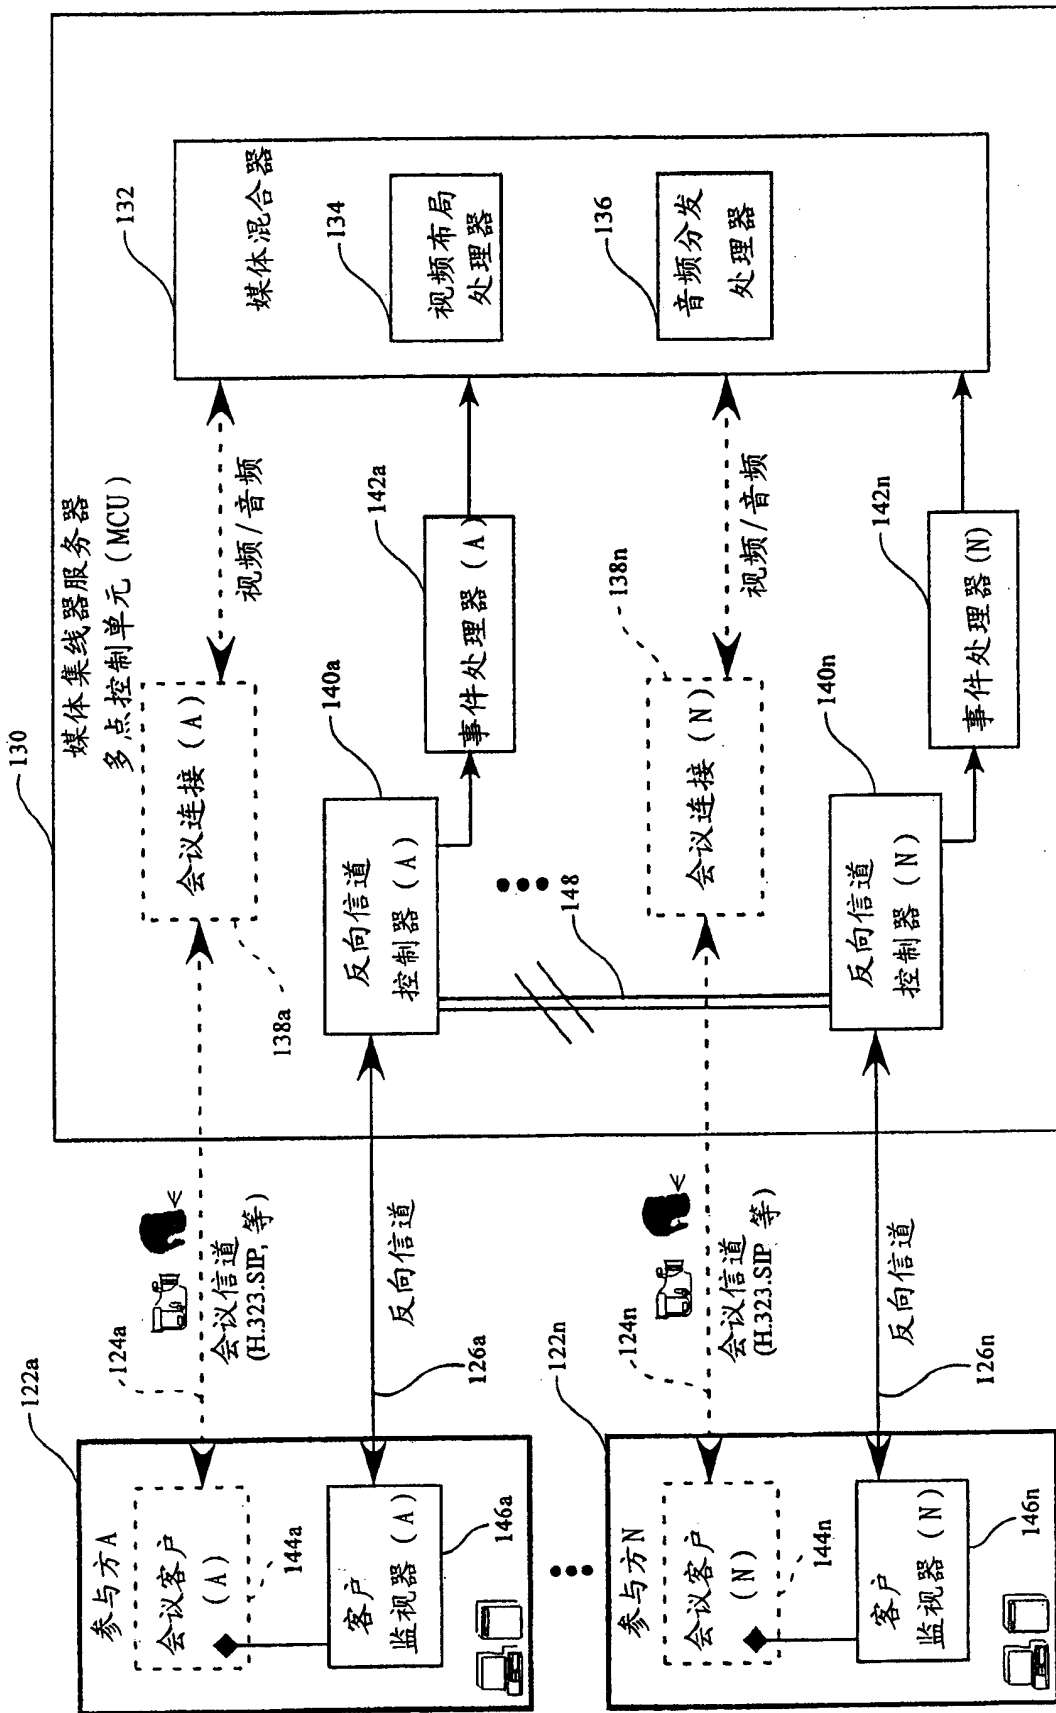 130
媒体集线器服务器
多点控制单元(MCU)
132
媒体混合器
134
视频布局
处理器
136
音频分发
处理器
122a
参与方A
会议客户
(A)
144a
客户
监视器(A)
146a
124a
会议信道
(H.323.SIP, 等)
反向信道
126a
会议连接(A)
138a
视频/音频
反向信道
控制器(A)
140a
事件处理器(A)
142a
148
122n
参与方N
会议客户
(N)
144n
客户
监视器(N)
146n
124n
会议信道
(H.323.SIP, 等)
反向信道
126n
会议连接(N)
138n
视频/音频
反向信道
控制器(N)
140n
事件处理器(N)
142n